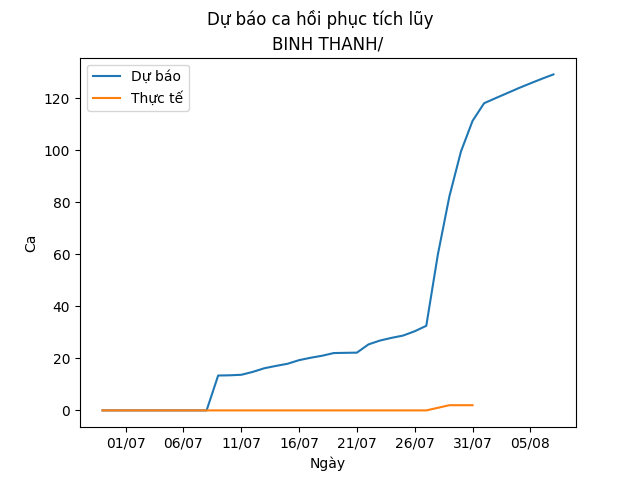 Dự báo ca hồi phục tích lũy
BINH THANH/
Dự báo
Thực tế
120
100
80
60
40
20
0
Ca
01/07 06/07 11/07 16/07 21/07 26/07 31/07 05/08
Ngày